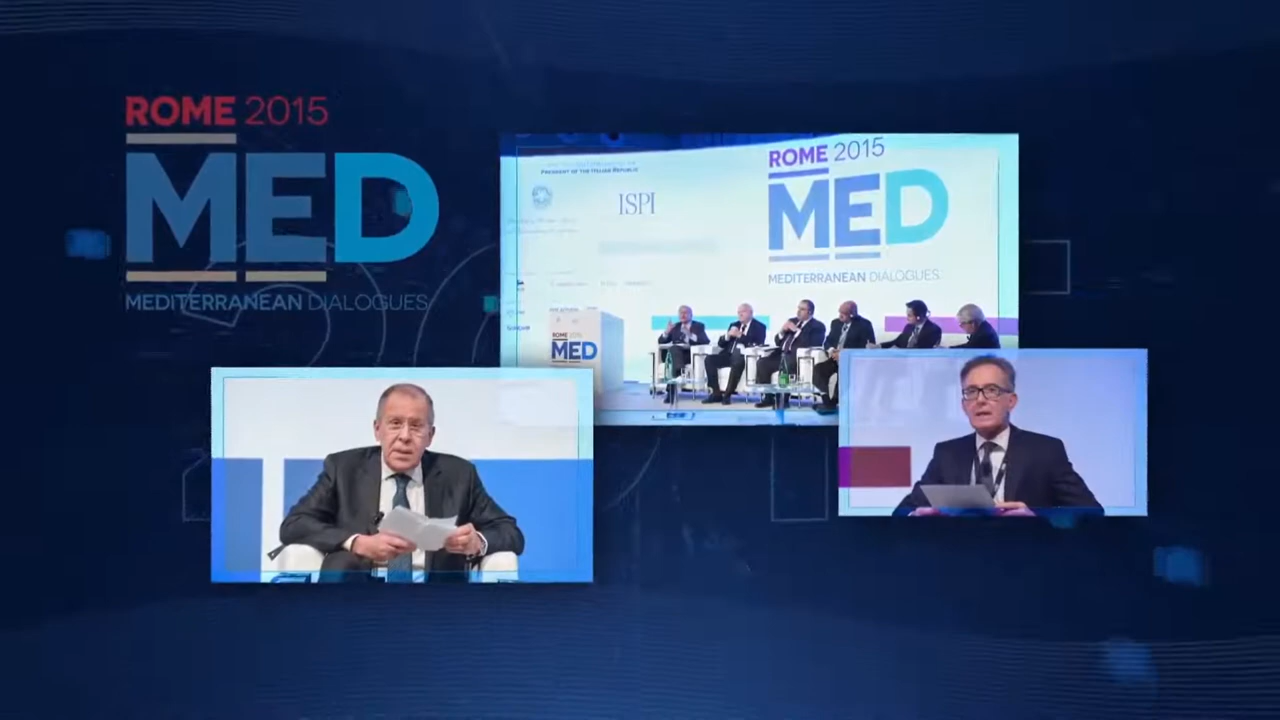 ROME 2015
MED
MEDITERRANEAN DIALOGUES
PRESIDENT OF THE ITALIAN REPUBLIC
ISPI
ROME 2015
MED
MEDITERRANEAN DIALOGUES
ROME 2015
MED